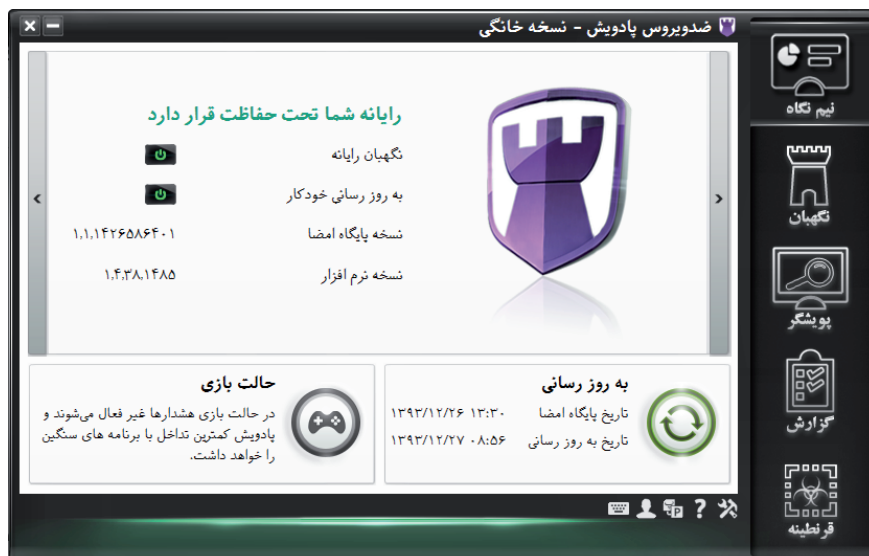 ضدویروس پادویش - نسخه خانگی
نیم نگاه
نگهبان
پویشگر
گزارش
قرنطینه
رایانه شما تحت حفاظت قرار دارد
نگهبان رایانه
به روز رسانی خودکار
نسخه پایگاه امضا ۱,۱,۱۴۲۶۵۸۶۴۰۱
نسخه نرم افزار ۱,۴,۳۸,۱۴۸۵
به روز رسانی
تاریخ پایگاه امضا ۱۳۹۳/۱۲/۲۶ ۱۳:۳۰
تاریخ به روز رسانی ۱۳۹۳/۱۲/۲۷ ۰۸:۵۶
حالت بازی
در حالت بازی هشدارها غیر فعال می‌شوند و
پادویش کمترین تداخل با برنامه های سنگین
را خواهد داشت.